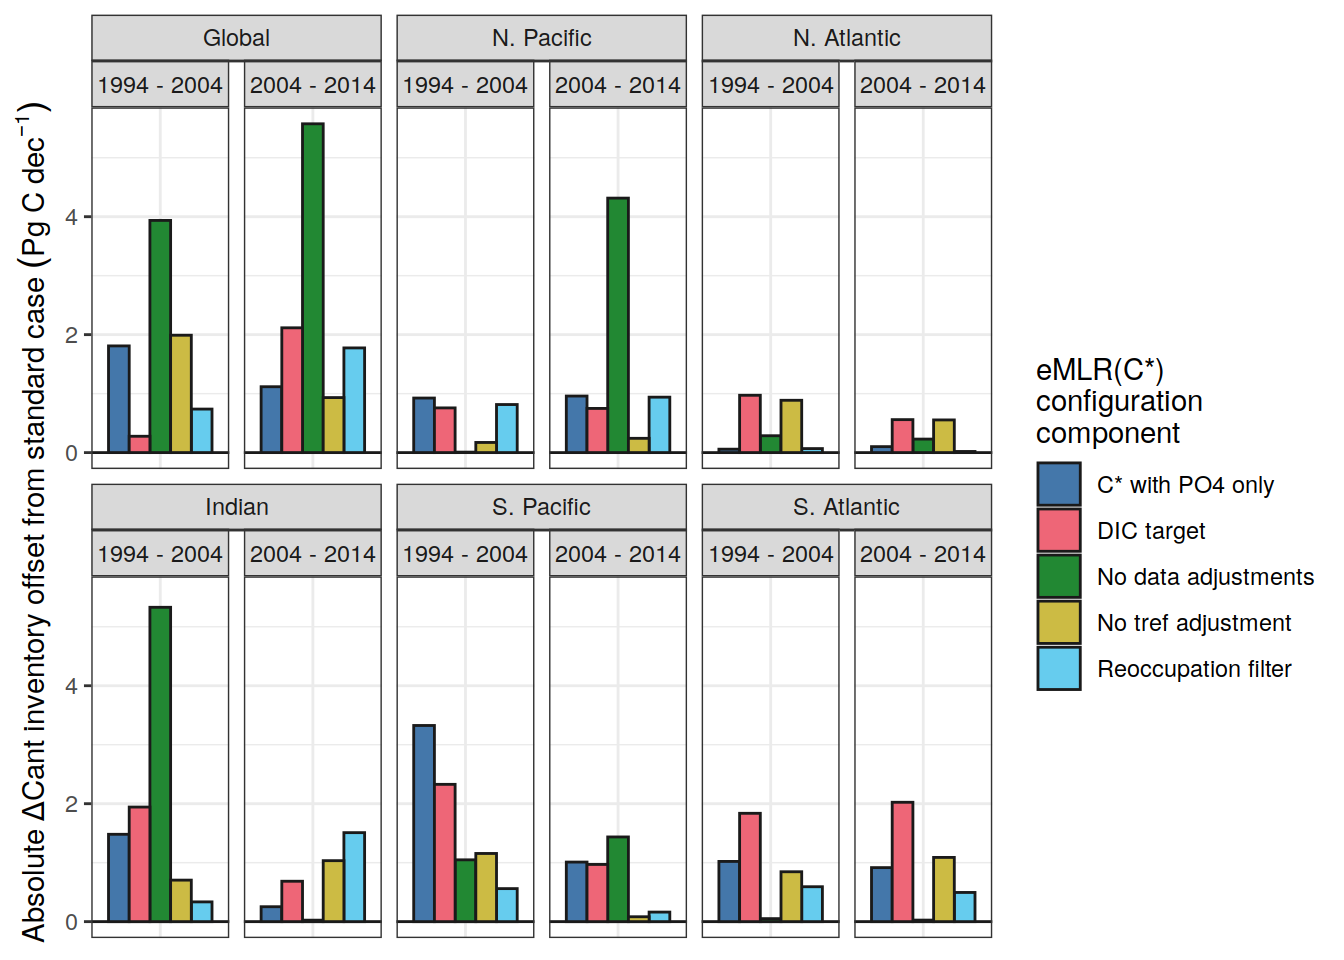 Absolute ΔCant inventory offset from standard case (Pg C dec⁻¹)
Global
N. Pacific
N. Atlantic
1994 - 2004
2004 - 2014
1994 - 2004
2004 - 2014
1994 - 2004
2004 - 2014
4
2
0
Indian
S. Pacific
S. Atlantic
1994 - 2004
2004 - 2014
1994 - 2004
2004 - 2014
1994 - 2004
2004 - 2014
4
2
0
eMLR(C*)
configuration
component
C* with PO4 only
DIC target
No data adjustments
No tref adjustment
Reoccupation filter